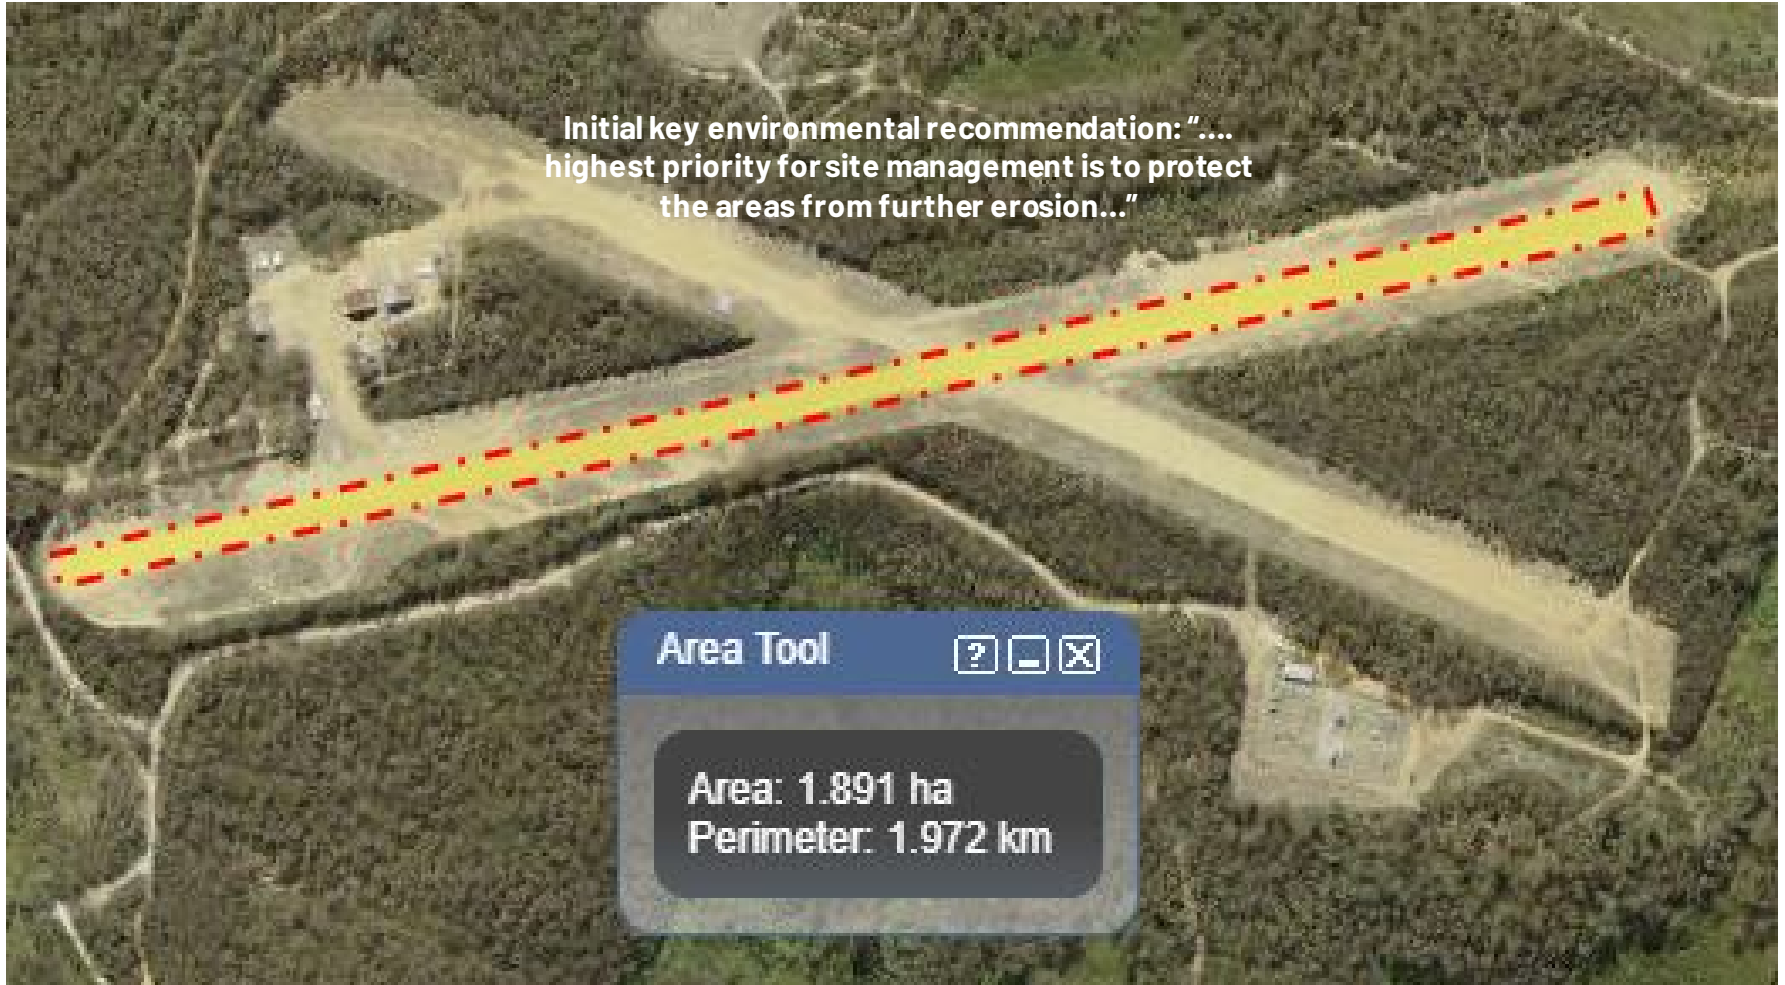 Initial key environmental recommendation: “....
highest priority for site management is to protect
the areas from further erosion...”
Area Tool
?
Area: 1.891 ha
Perimeter: 1.972 km